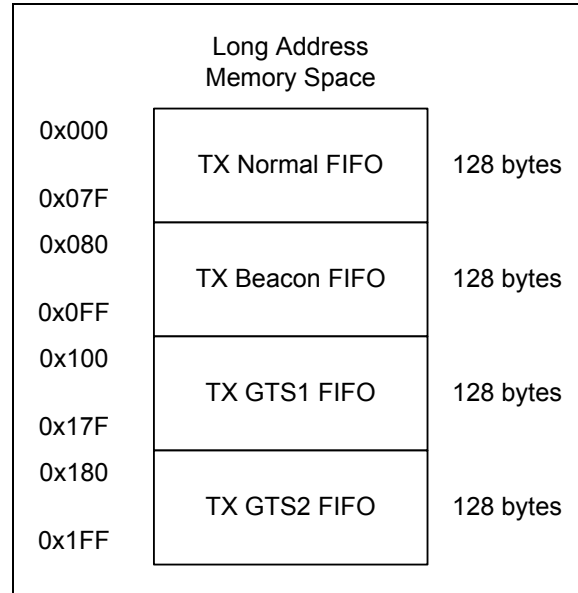 Long Address
Memory Space
0x000
TX Normal FIFO
128 bytes
0x07F
0x080
TX Beacon FIFO
128 bytes
0x0FF
0x100
TX GTS1 FIFO
128 bytes
0x17F
0x180
TX GTS2 FIFO
128 bytes
0x1FF